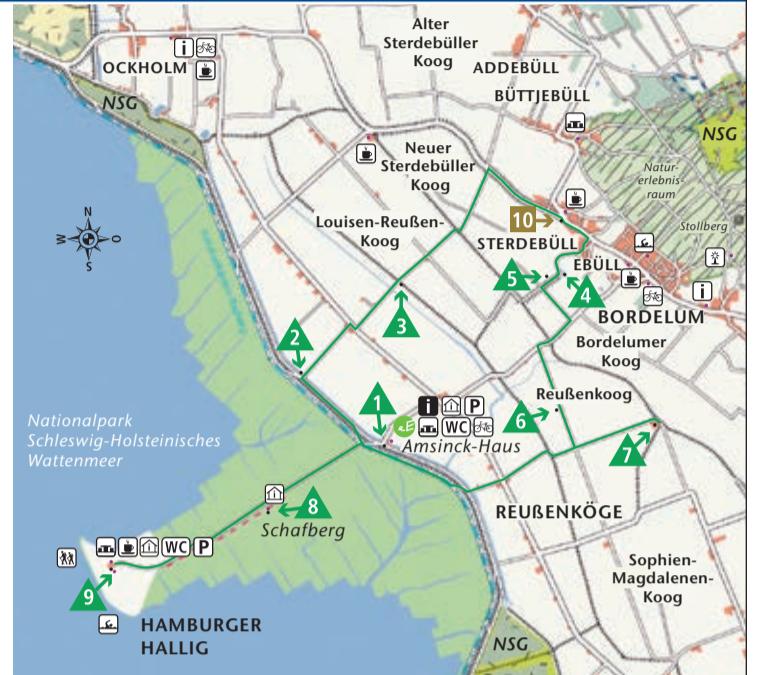 Alter
Sterdebüller
Koog
i
OCKHOLM
ADDEBÜLL
BÜTTJEBÜLL
NSG
NSG
Neuer
Sterdebüller
Koog
Natur-
erlebnis-
raum
Stollberg
Louisen-Reußen-
Koog
10
STERDEBÜLL
N
W
O
S
EBÜLL
5
4
i
3
BORDELUM
Bordelumer
Koog
2
Reußenkoog
1
i
P
WC
Amsinck-Haus
6
7
Nationalpark
Schleswig-Holsteinisches
Wattenmeer
8
Schafberg
REUßENKÖGE
WC
P
9
Sophien-
Magdalenen-
Koog
HAMBURGER
HALLIG
NSG